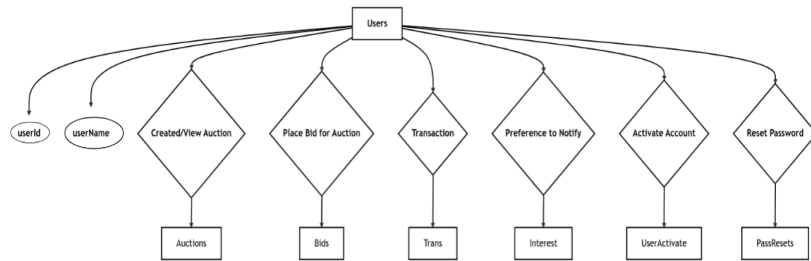 Users
userId
userName
Created/View Auction
Place Bid for Auction
Transaction
Preference to Notify
Activate Account
Reset Password
Auctions
Bids
Trans
Interest
UserActivate
PassResets